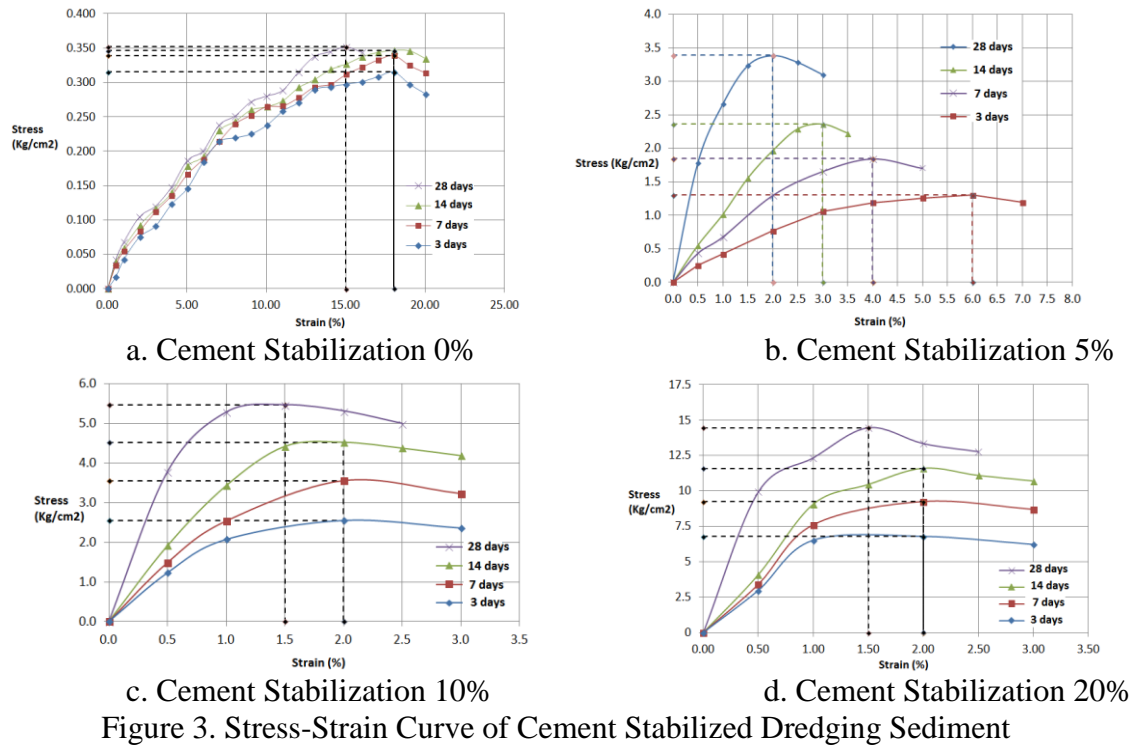 0.400
0.350
0.300
0.250
Stress
(Kg/cm2)
0.200
0.150
0.100
0.050
0.000
0.00 5.00 10.00 15.00 20.00 25.00
Strain (%)
28 days
14 days
7 days
3 days
a. Cement Stabilization 0%
4.0
3.5
3.0
2.5
2.0
Stress (Kg/cm2)
1.5
1.0
0.5
0.0
0.0 0.5 1.0 1.5 2.0 2.5 3.0 3.5 4.0 4.5 5.0 5.5 6.0 6.5 7.0 7.5 8.0
Strain (%)
28 days
14 days
7 days
3 days
b. Cement Stabilization 5%
6.0
5.0
4.0
Stress
(Kg/cm2)
3.0
2.0
1.0
0.0
0.0 0.5 1.0 1.5 2.0 2.5 3.0 3.5
Strain (%)
28 days
14 days
7 days
3 days
c. Cement Stabilization 10%
17.5
15
12.5
10
Stress
(Kg/cm2)
7.5
5
2.5
0
0.00 0.50 1.00 1.50 2.00 2.50 3.00 3.50
Strain (%)
28 days
14 days
7 days
3 days
d. Cement Stabilization 20%
Figure 3. Stress-Strain Curve of Cement Stabilized Dredging Sediment